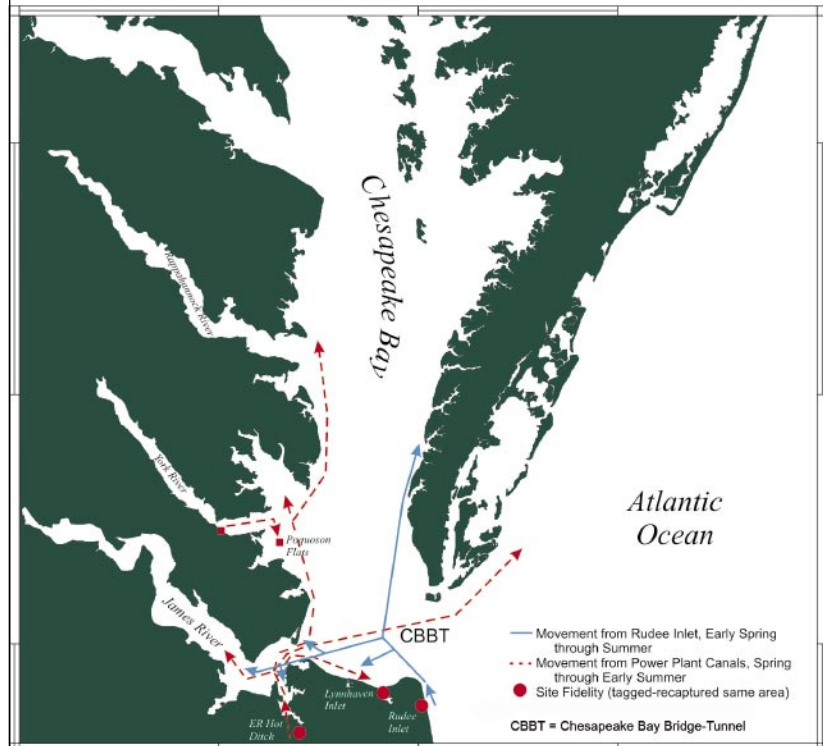 Chesapeake Bay
Rappahannock River
York River
Poquoson
Flats
Atlantic
Ocean
James River
CBBT
Lynnhaven
Inlet
Rudee
Inlet
ER Hot
Ditch
Movement from Rudee Inlet, Early Spring
through Summer
Movement from Power Plant Canals, Spring
through Early Summer
Site Fidelity (tagged-recaptured same area)
CBBT = Chesapeake Bay Bridge-Tunnel